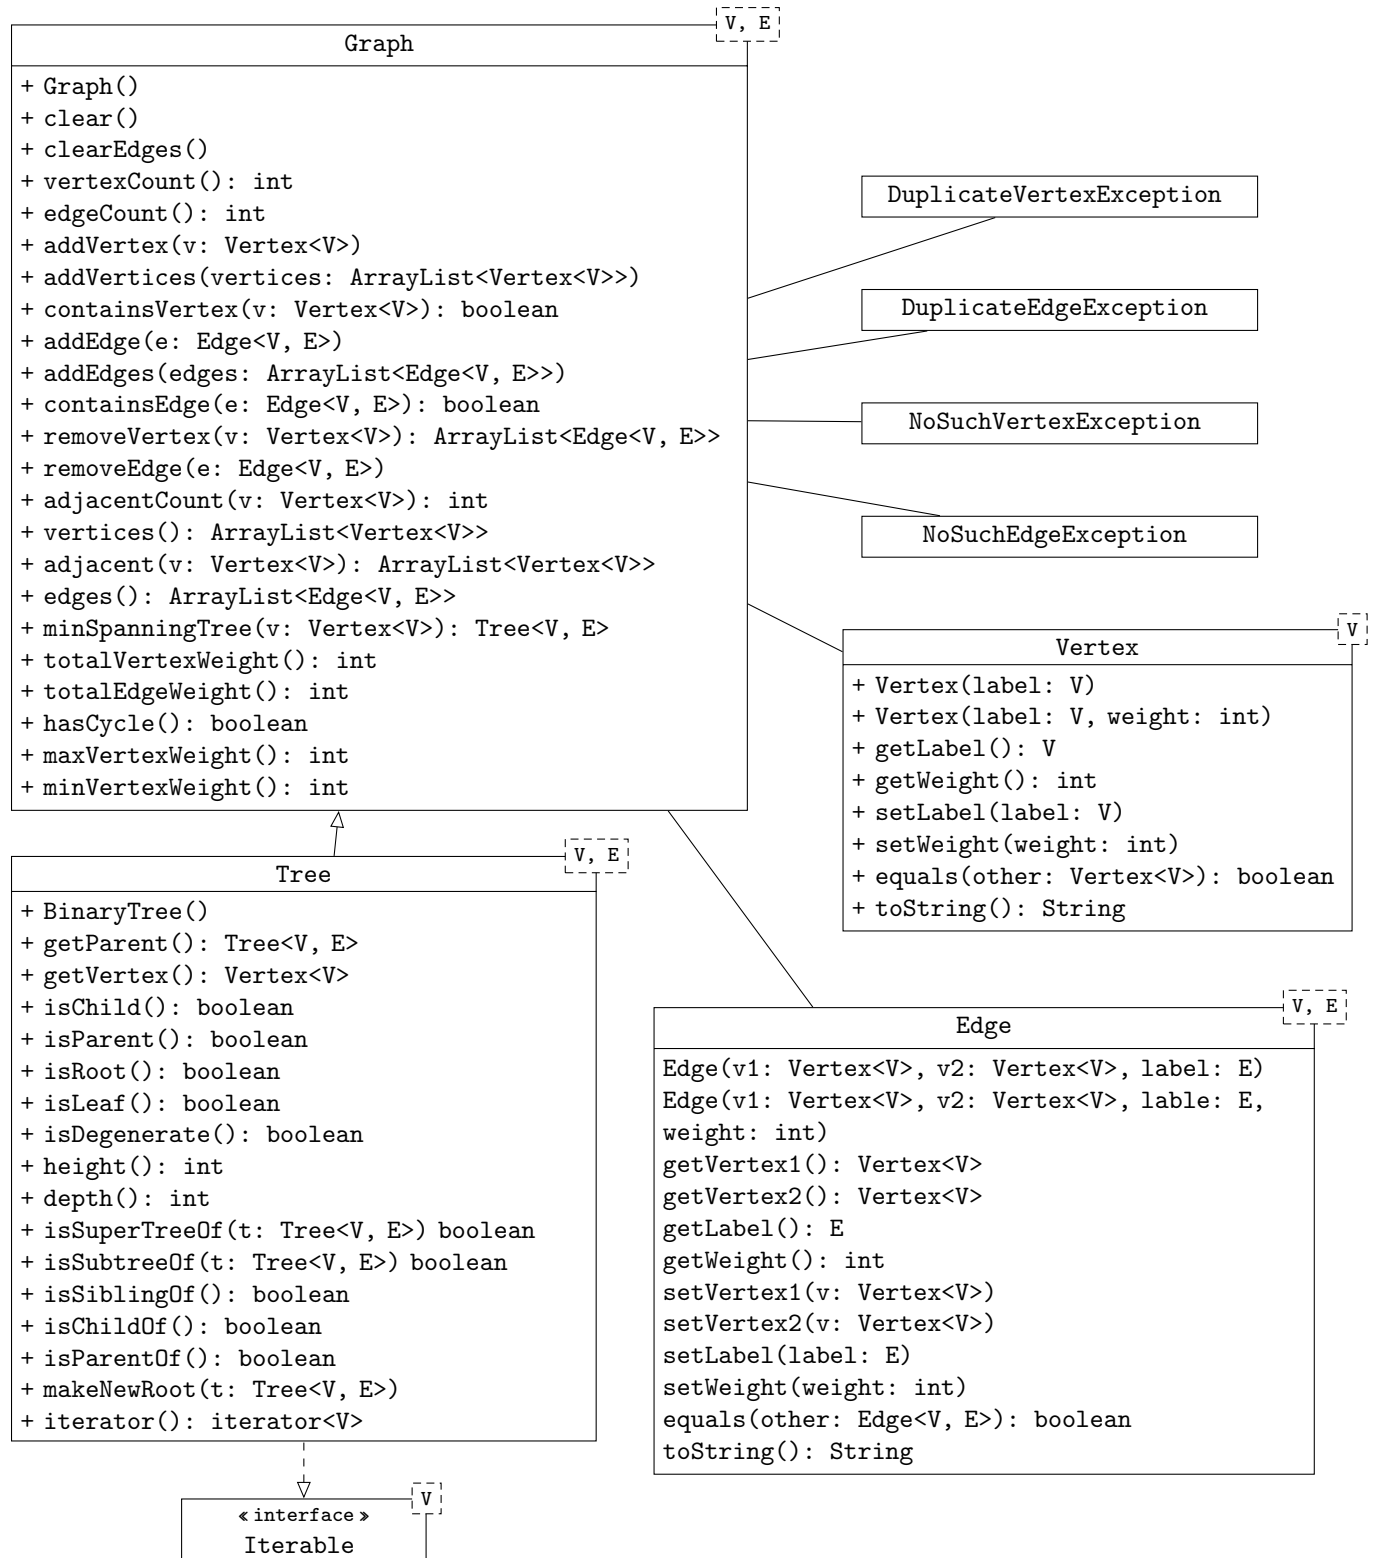 V, E
Graph
+ Graph()
+ clear()
+ clearEdges()
+ vertexCount(): int
+ edgeCount(): int
+ addVertex(v: Vertex<V>)
+ addVertices(vertices: ArrayList<Vertex<V>>)
+ containsVertex(v: Vertex<V>): boolean
+ addEdge(e: Edge<V, E>)
+ addEdges(edges: ArrayList<Edge<V, E>>)
+ containsEdge(e: Edge<V, E>): boolean
+ removeVertex(v: Vertex<V>): ArrayList<Edge<V, E>>
+ removeEdge(e: Edge<V, E>)
+ adjacentCount(v: Vertex<V>): int
+ vertices(): ArrayList<Vertex<V>>
+ adjacent(v: Vertex<V>): ArrayList<Vertex<V>>
+ edges(): ArrayList<Edge<V, E>>
+ minSpanningTree(v: Vertex<V>): Tree<V, E>
+ totalVertexWeight(): int
+ totalEdgeWeight(): int
+ hasCycle(): boolean
+ maxVertexWeight(): int
+ minVertexWeight(): int
DuplicateVertexException
DuplicateEdgeException
NoSuchVertexException
NoSuchEdgeException
V
Vertex
+ Vertex(label: V)
+ Vertex(label: V, weight: int)
+ getLabel(): V
+ getWeight(): int
+ setLabel(label: V)
+ setWeight(weight: int)
+ equals(other: Vertex<V>): boolean
+ toString(): String
V, E
Tree
+ BinaryTree()
+ getParent(): Tree<V, E>
+ getVertex(): Vertex<V>
+ isChild(): boolean
+ isParent(): boolean
+ isRoot(): boolean
+ isLeaf(): boolean
+ isDegenerate(): boolean
+ height(): int
+ depth(): int
+ isSuperTreeOf(t: Tree<V, E>) boolean
+ isSubtreeOf(t: Tree<V, E>) boolean
+ isSiblingOf(): boolean
+ isChildOf(): boolean
+ isParentOf(): boolean
+ makeNewRoot(t: Tree<V, E>)
+ iterator(): iterator<V>
V, E
Edge
Edge(v1: Vertex<V>, v2: Vertex<V>, label: E)
Edge(v1: Vertex<V>, v2: Vertex<V>, lable: E,
weight: int)
getVertex1(): Vertex<V>
getVertex2(): Vertex<V>
getLabel(): E
getWeight(): int
setVertex1(v: Vertex<V>)
setVertex2(v: Vertex<V>)
setLabel(label: E)
setWeight(weight: int)
equals(other: Edge<V, E>): boolean
toString(): String
V
«interface»
Iterable